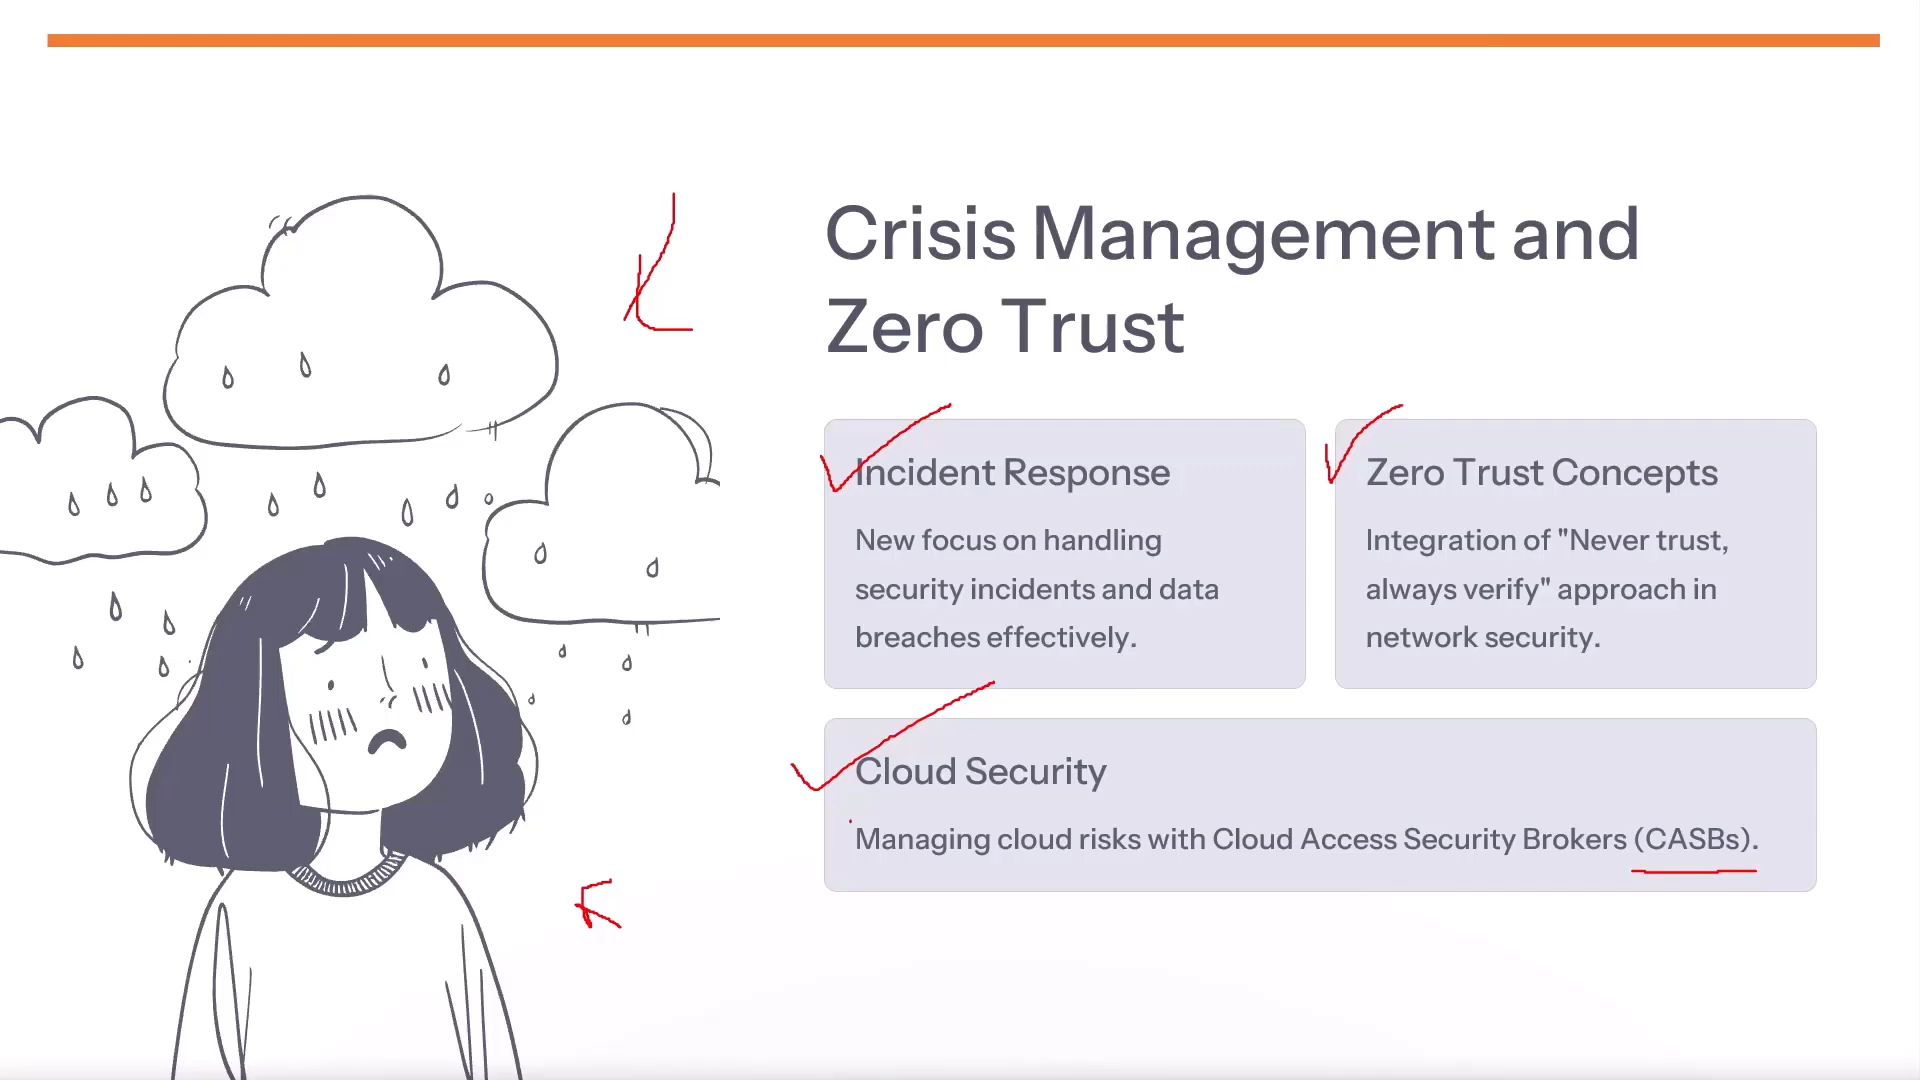 Crisis Management and
Zero Trust
Incident Response
New focus on handling
security incidents and data
breaches effectively.
Zero Trust Concepts
Integration of "Never trust,
always verify" approach in
network security.
Cloud Security
Managing cloud risks with Cloud Access Security Brokers (CASBs).